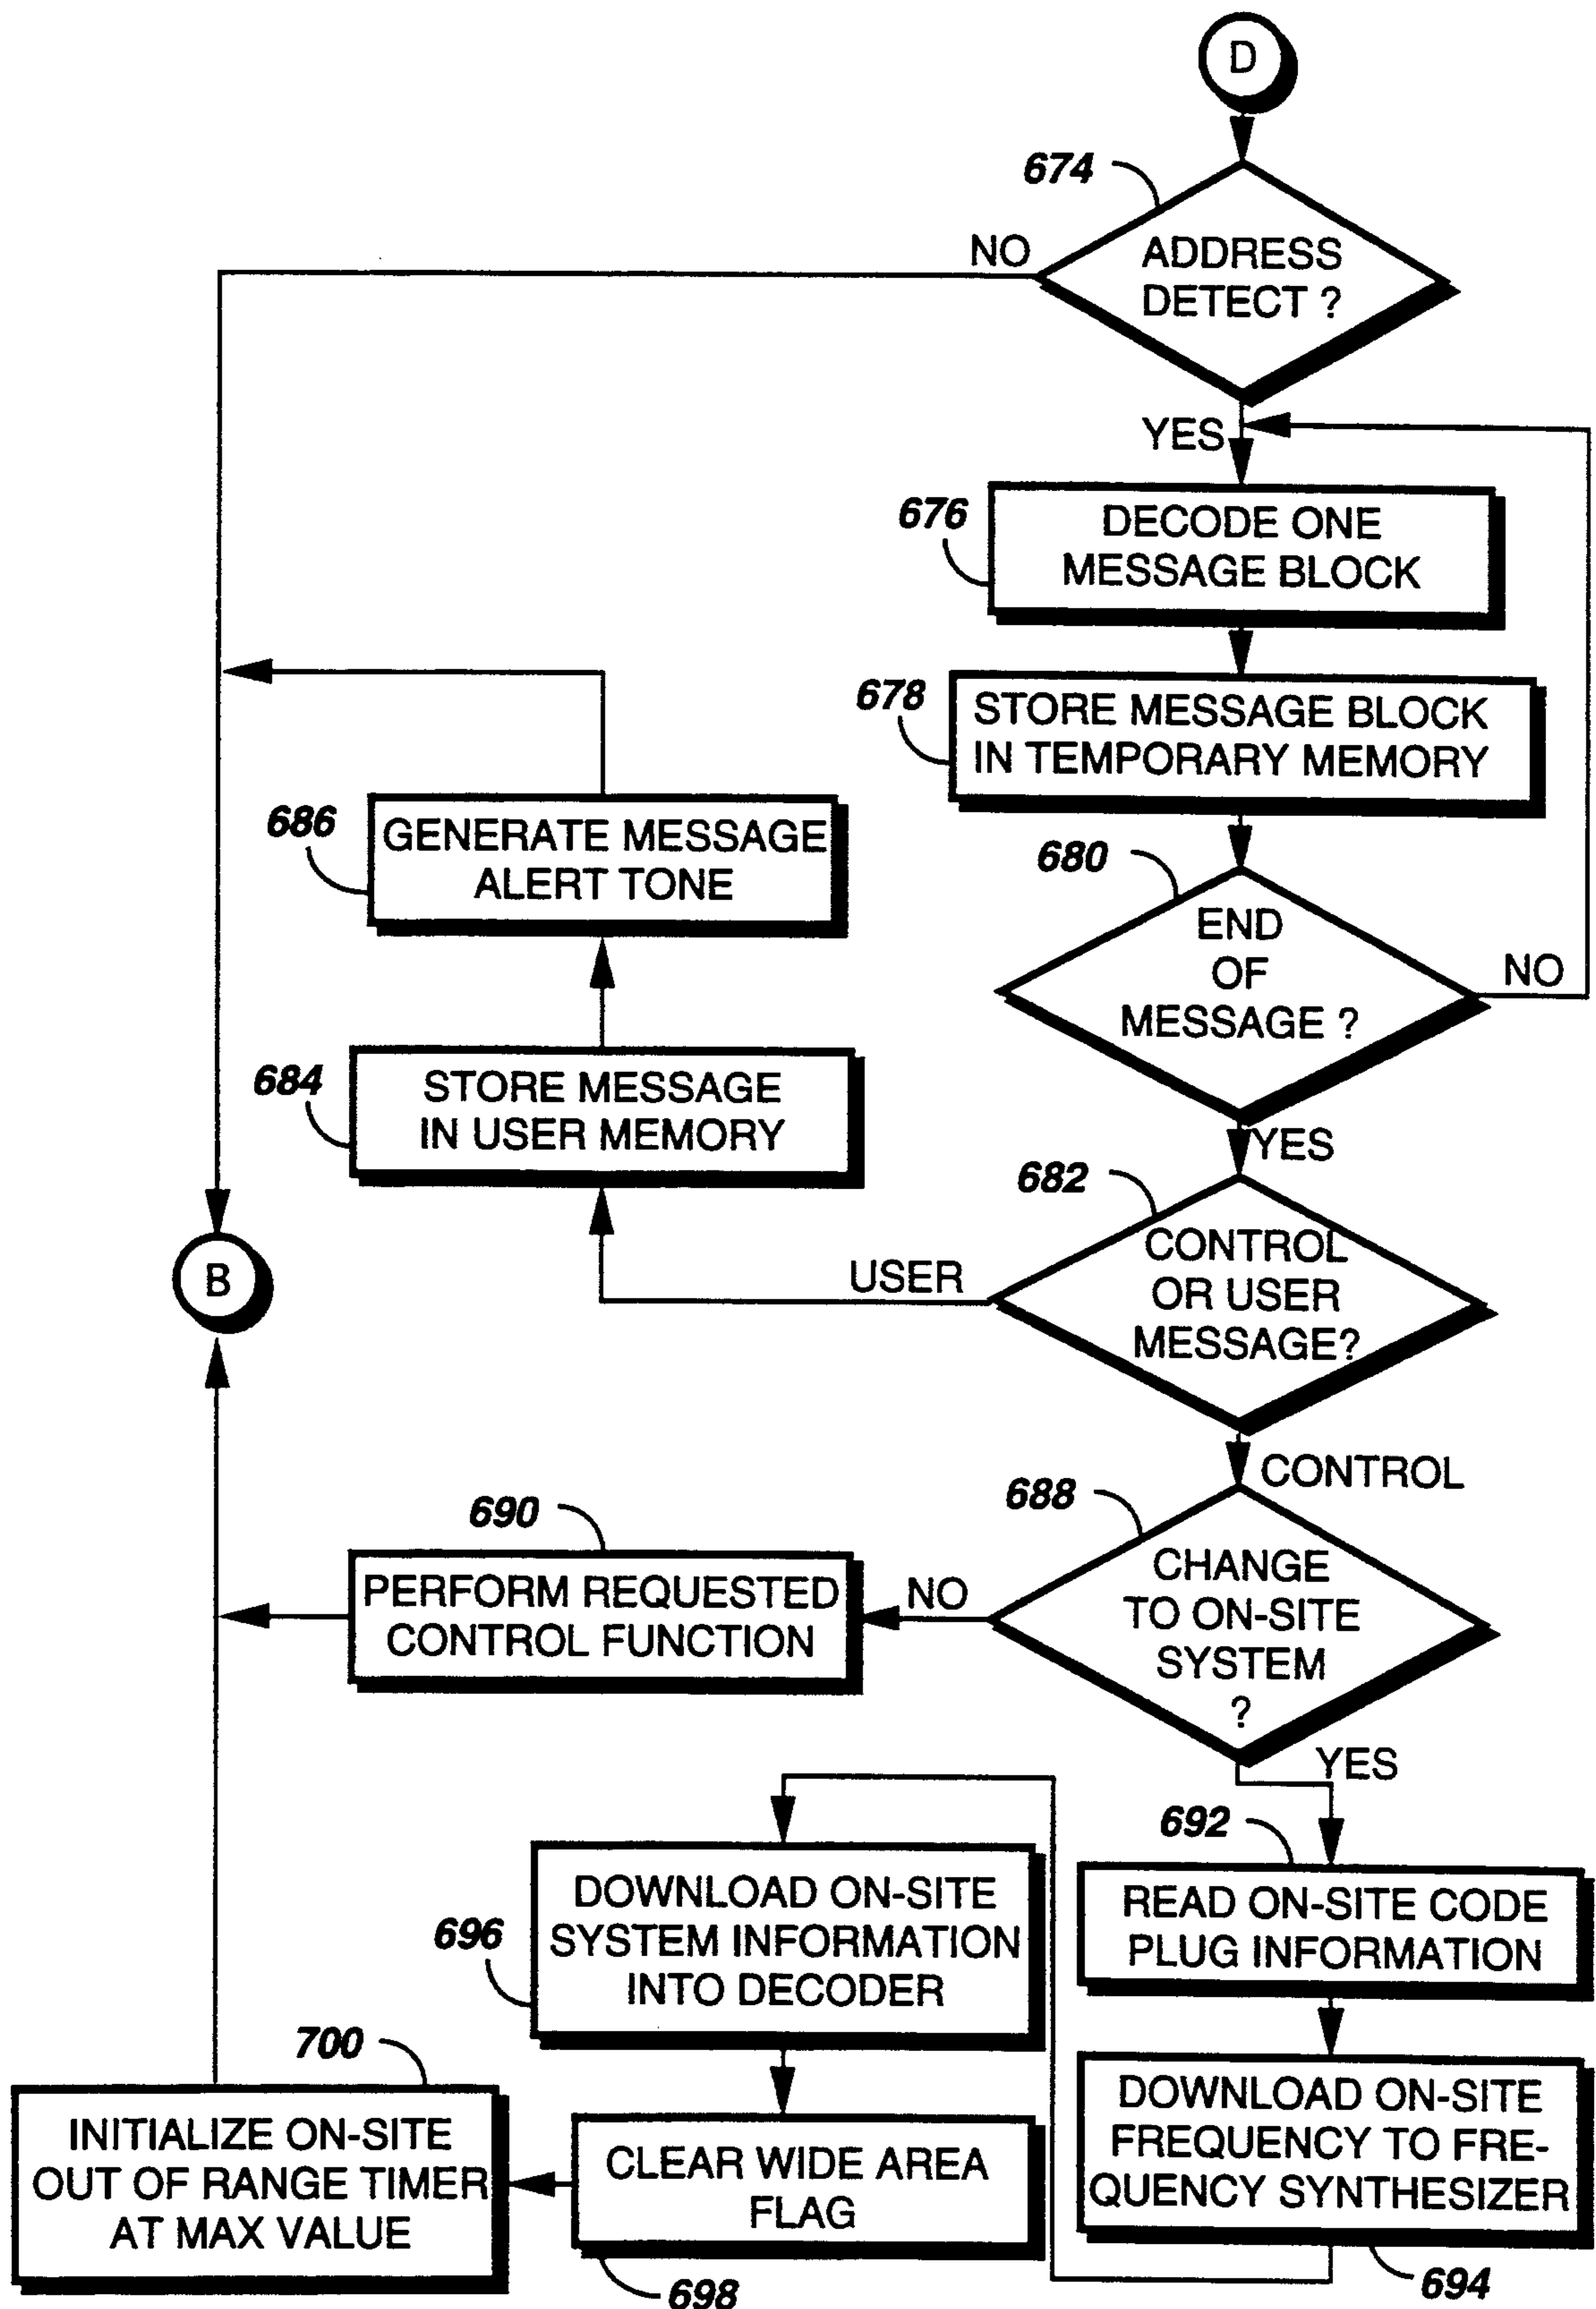 D
674
NO
ADDRESS
DETECT ?
YES
676
DECODE ONE
MESSAGE BLOCK
678
STORE MESSAGE BLOCK
IN TEMPORARY MEMORY
686
GENERATE MESSAGE
ALERT TONE
680
END
OF
MESSAGE ?
NO
684
STORE MESSAGE
IN USER MEMORY
YES
682
CONTROL
OR USER
MESSAGE?
USER
B
CONTROL
688
690
CHANGE
TO ON-SITE
SYSTEM
?
NO
PERFORM REQUESTED
CONTROL FUNCTION
YES
692
READ ON-SITE CODE
PLUG INFORMATION
696
DOWNLOAD ON-SITE
SYSTEM INFORMATION
INTO DECODER
700
INITIALIZE ON-SITE
OUT OF RANGE TIMER
AT MAX VALUE
CLEAR WIDE AREA
FLAG
698
DOWNLOAD ON-SITE
FREQUENCY TO FRE-
QUENCY SYNTHESIZER
694